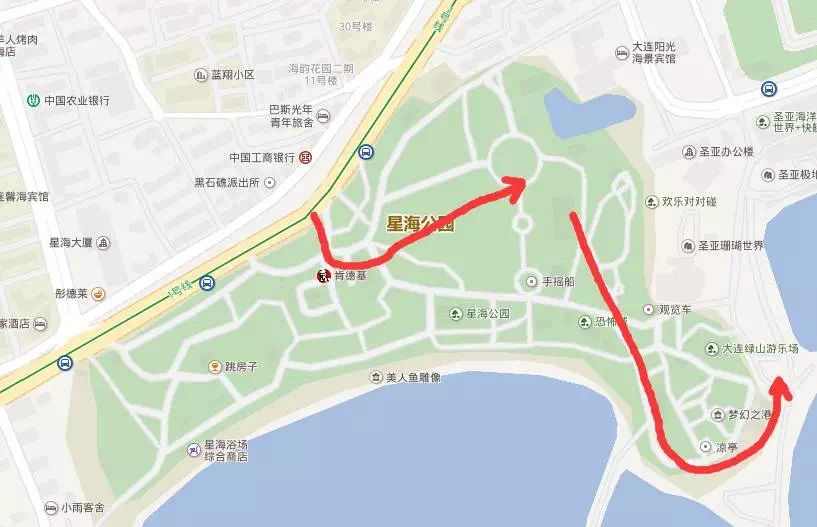 羊人烤肉
海店
蓝翔小区
30号楼
海韵花园二期
11号楼
1号线
大连阳光
海景宾馆
中国农业银行
巴斯光年
青年旅舍
圣亚海洋
世界+快艇
中国工商银行
圣亚办公楼
黑石礁派出所
圣亚极地
连馨海宾馆
欢乐对对碰
星海公园
星海大厦
圣亚珊瑚世界
肯德基
手摇船
彤德莱
1号线
观览车
家酒店
星海公园
恐怖城
大连绿山游乐场
跳房子
美人鱼雕像
梦幻之港
星海浴场
综合商店
凉亭
小雨客舍